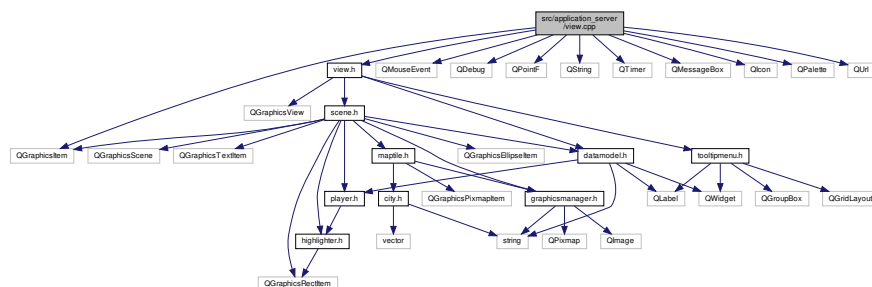 src/application_server
/view.cpp
view.h
QMouseEvent
QDebug
QPointF
QString
QTimer
QMessageBox
QIcon
QPalette
QUrl
QGraphicsView
scene.h
QGraphicsItem
QGraphicsScene
QGraphicsTextItem
maptile.h
QGraphicsEllipseItem
datamodel.h
tooltipmenu.h
player.h
city.h
QGraphicsPixmapItem
graphicsmanager.h
QLabel
QWidget
QGroupBox
QGridLayout
highlighter.h
vector
string
QPixmap
QImage
QGraphicsRectItem